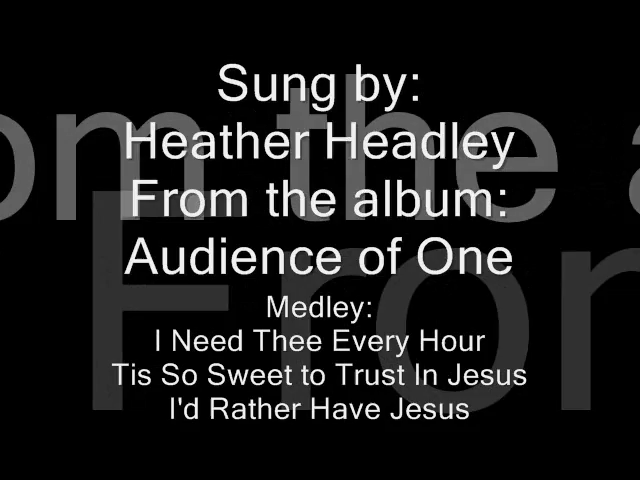 Sung by:
Heather Headley
From the album:
Audience of One
Medley:
I Need Thee Every Hour
Tis So Sweet to Trust In Jesus
I'd Rather Have Jesus